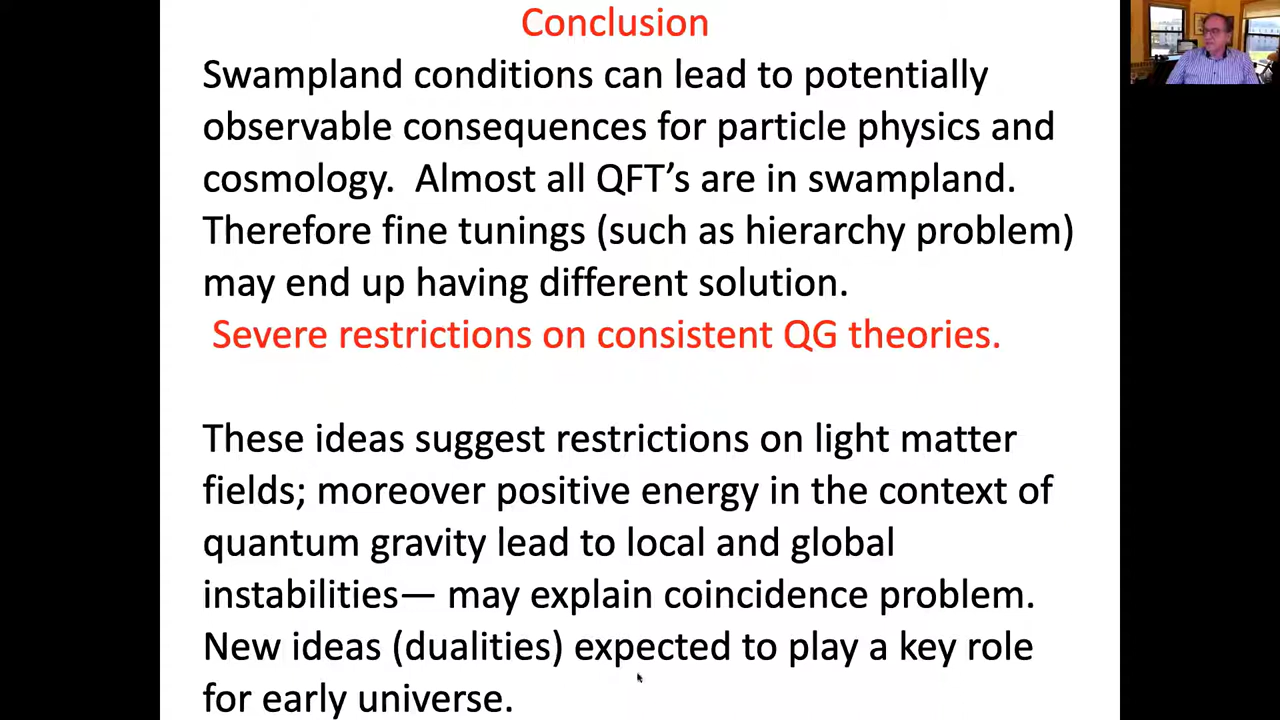 Conclusion
Swampland conditions can lead to potentially
observable consequences for particle physics and
cosmology.  Almost all QFT’s are in swampland.
Therefore fine tunings (such as hierarchy problem)
may end up having different solution.
Severe restrictions on consistent QG theories.
These ideas suggest restrictions on light matter
fields; moreover positive energy in the context of
quantum gravity lead to local and global
instabilities— may explain coincidence problem.
New ideas (dualities) expected to play a key role
for early universe.